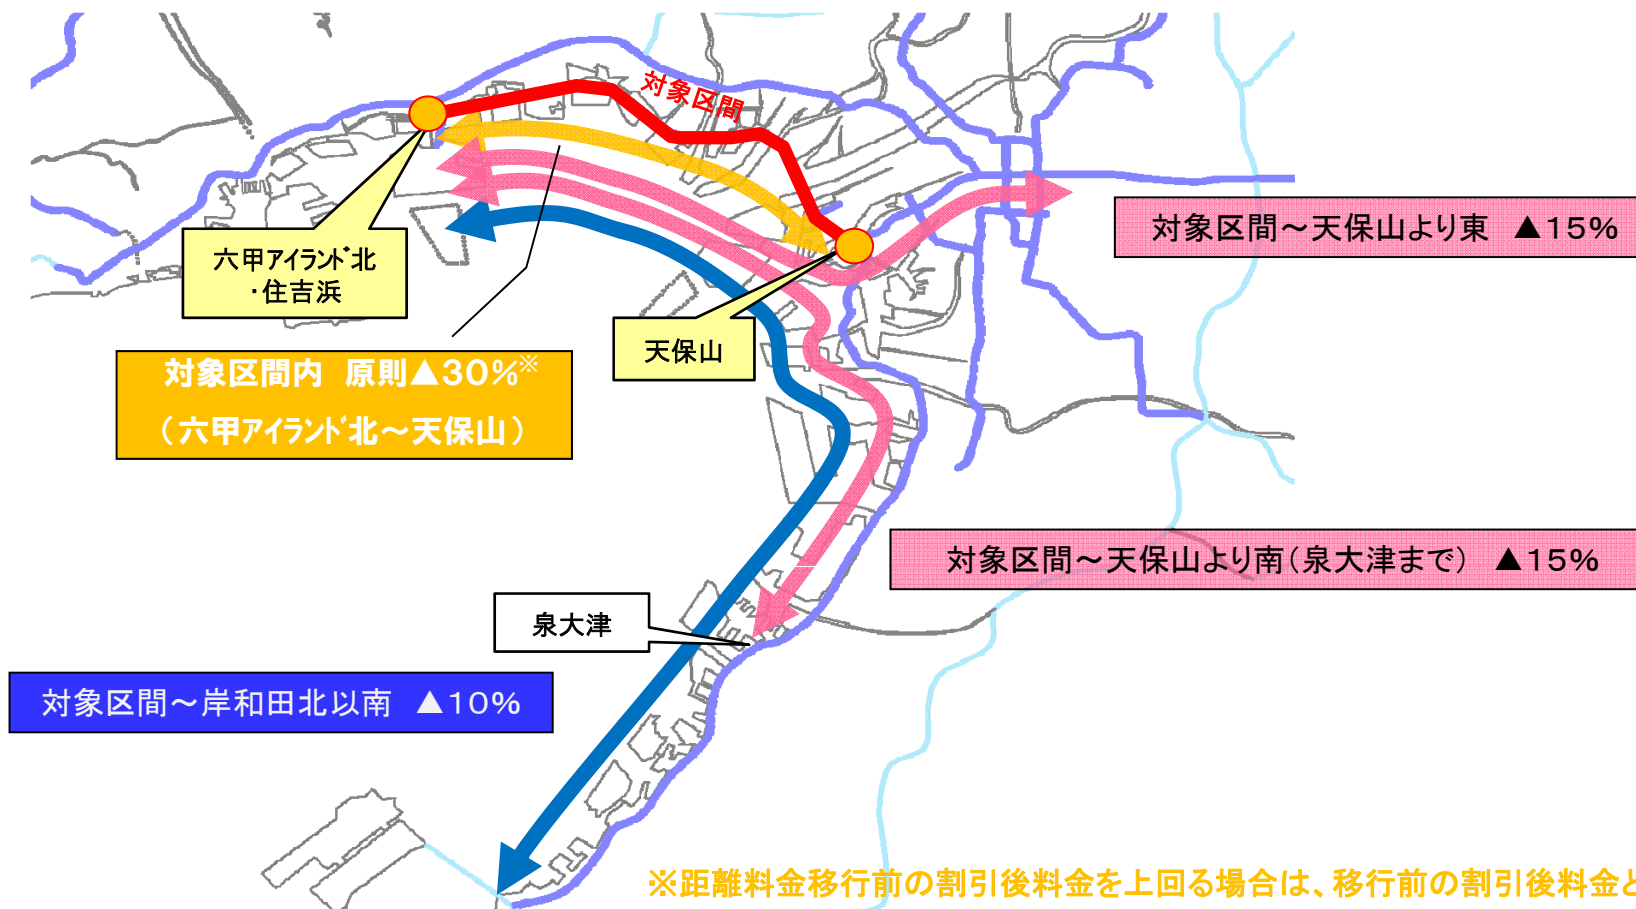 対象区間
対象区間～天保山より東　▲15%
六甲アイランド北
・住吉浜
天保山
対象区間内　原則▲30%※
（六甲アイランド北～天保山）
対象区間～天保山より南（泉大津まで）　▲15%
泉大津
対象区間～岸和田北以南　▲10%
※距離料金移行前の割引後料金を上回る場合は、移行前の割引後料金と